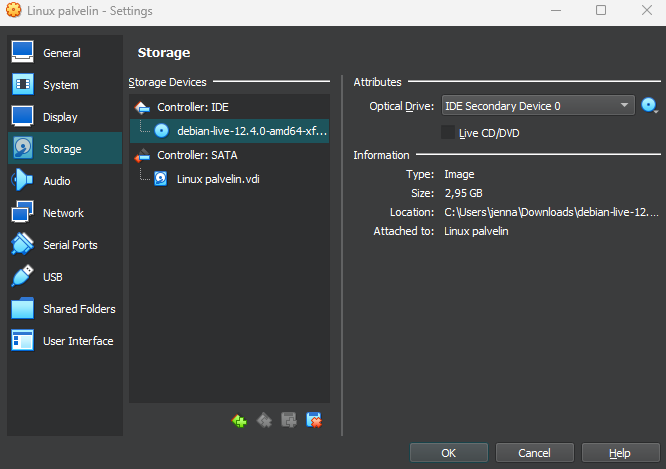 Linux palvelin - Settings
General
System
Display
Storage
Audio
Network
Serial Ports
USB
Shared Folders
User Interface
Storage
Storage Devices
Controller: IDE
debian-live-12.4.0-amd64-xf...
Controller: SATA
Linux palvelin.vdi
Attributes
Optical Drive: IDE Secondary Device 0
Live CD/DVD
Information
Type: Image
Size: 2,95 GB
Location: C:\Users\jenna\Downloads\debian-live-12....
Attached to: Linux palvelin
OK Cancel Help